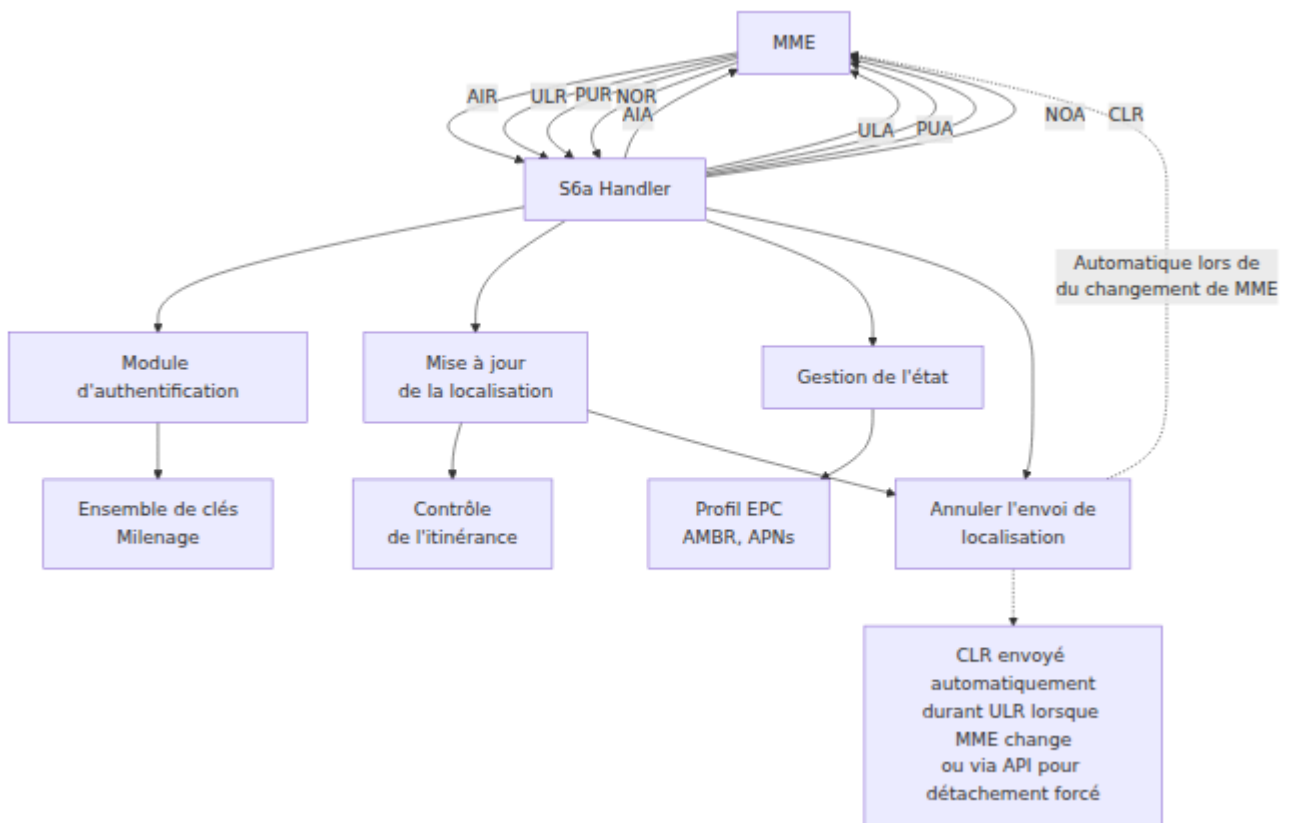 MME
AIR
ULR
PUR
NOR
AIA
ULA
PUA
NOA
CLR
S6a Handler
Automatique lors de
du changement de MME
Module
d'authentification
Mise à jour
de la localisation
Gestion de l'état
Ensemble de clés
Milenage
Contrôle
de l'itinérance
Profil EPC
AMBR, APNs
Annuler l'envoi de
localisation
CLR envoyé
automatiquement
durant ULR lorsque
MME change
ou via API pour
détachement forcé